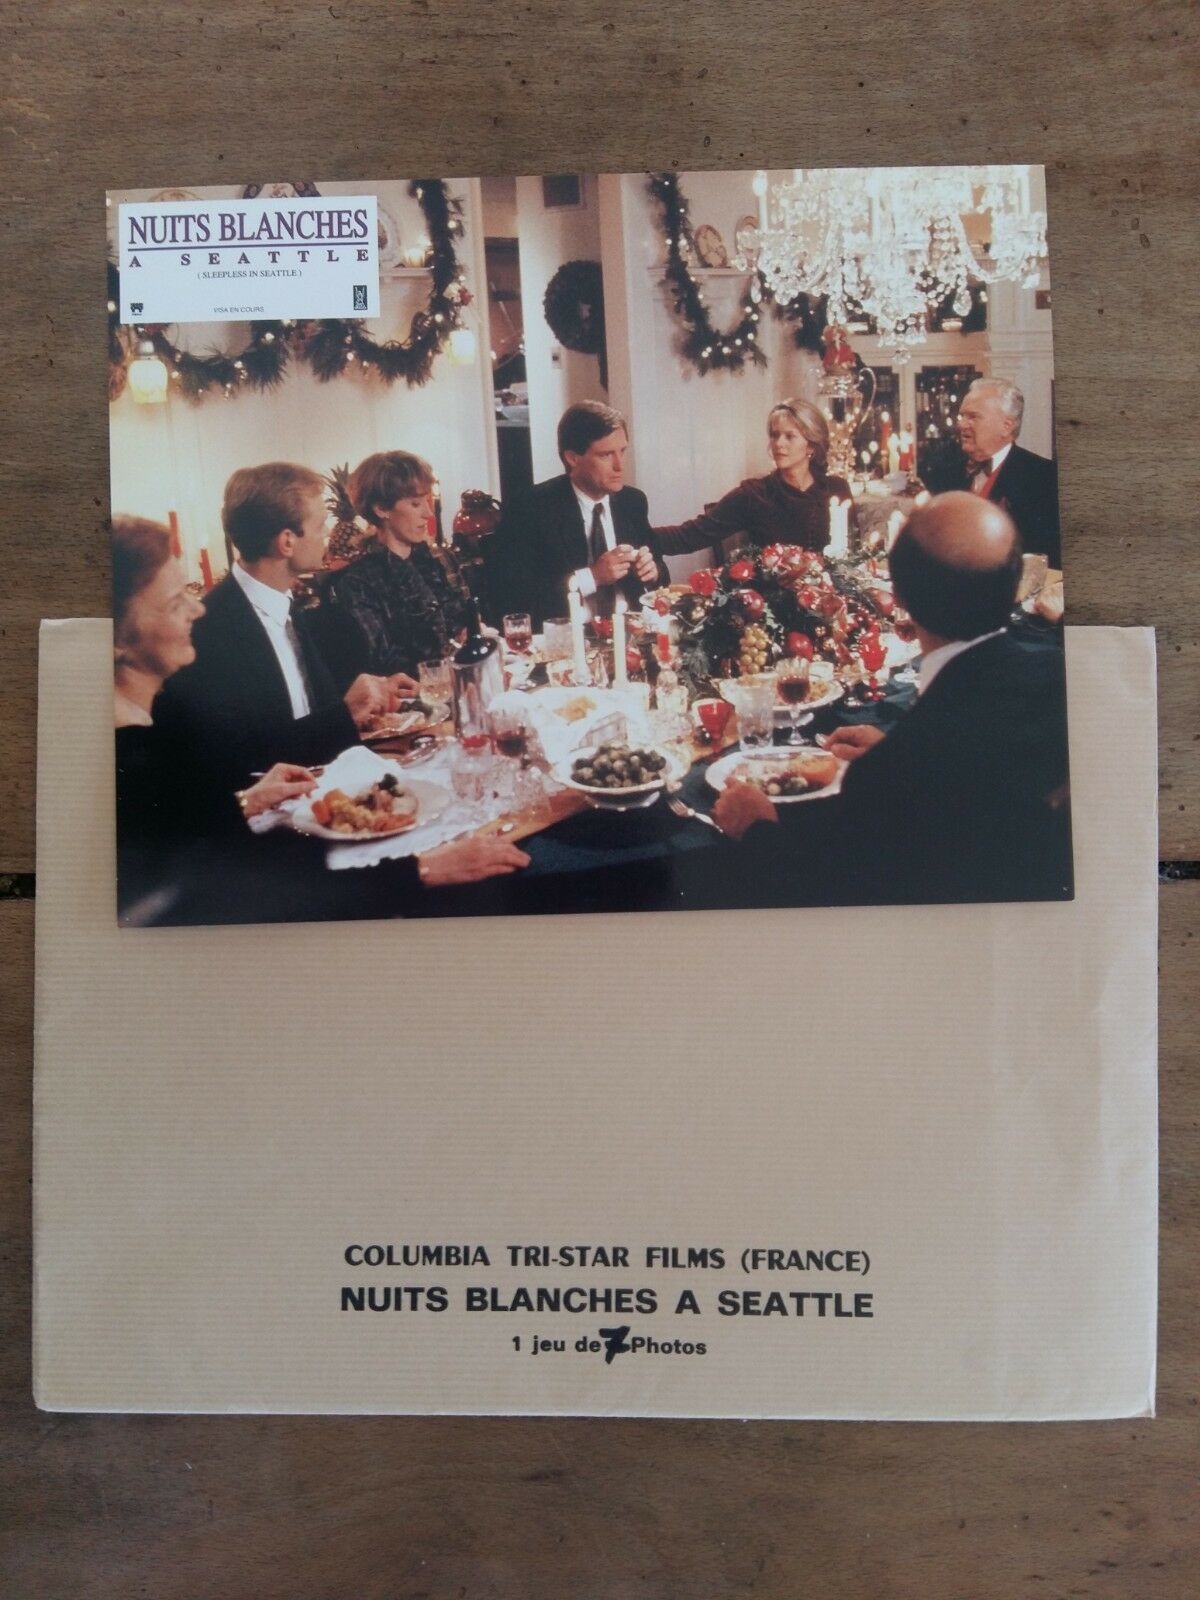 NUITS BLANCHES
A SEATTLE
( SLEEPLESS IN SEATTLE )
VISA EN COURS
COLUMBIA TRI-STAR FILMS (FRANCE)
NUITS BLANCHES A SEATTLE
1 jeu de 7 Photos